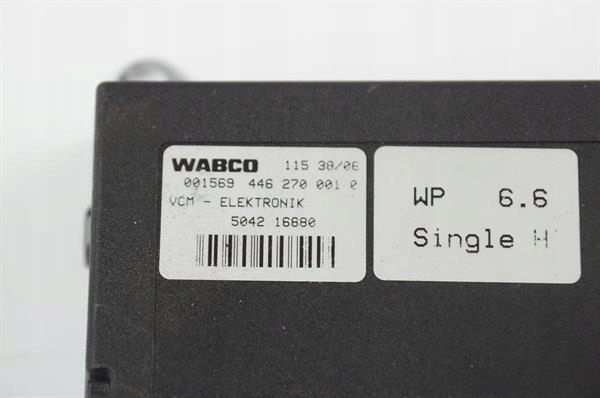 WABCO 115 38/06
001569 446 270 001 0
VCM - ELEKTRONIK
5042 16680
WP 6.6
Single H